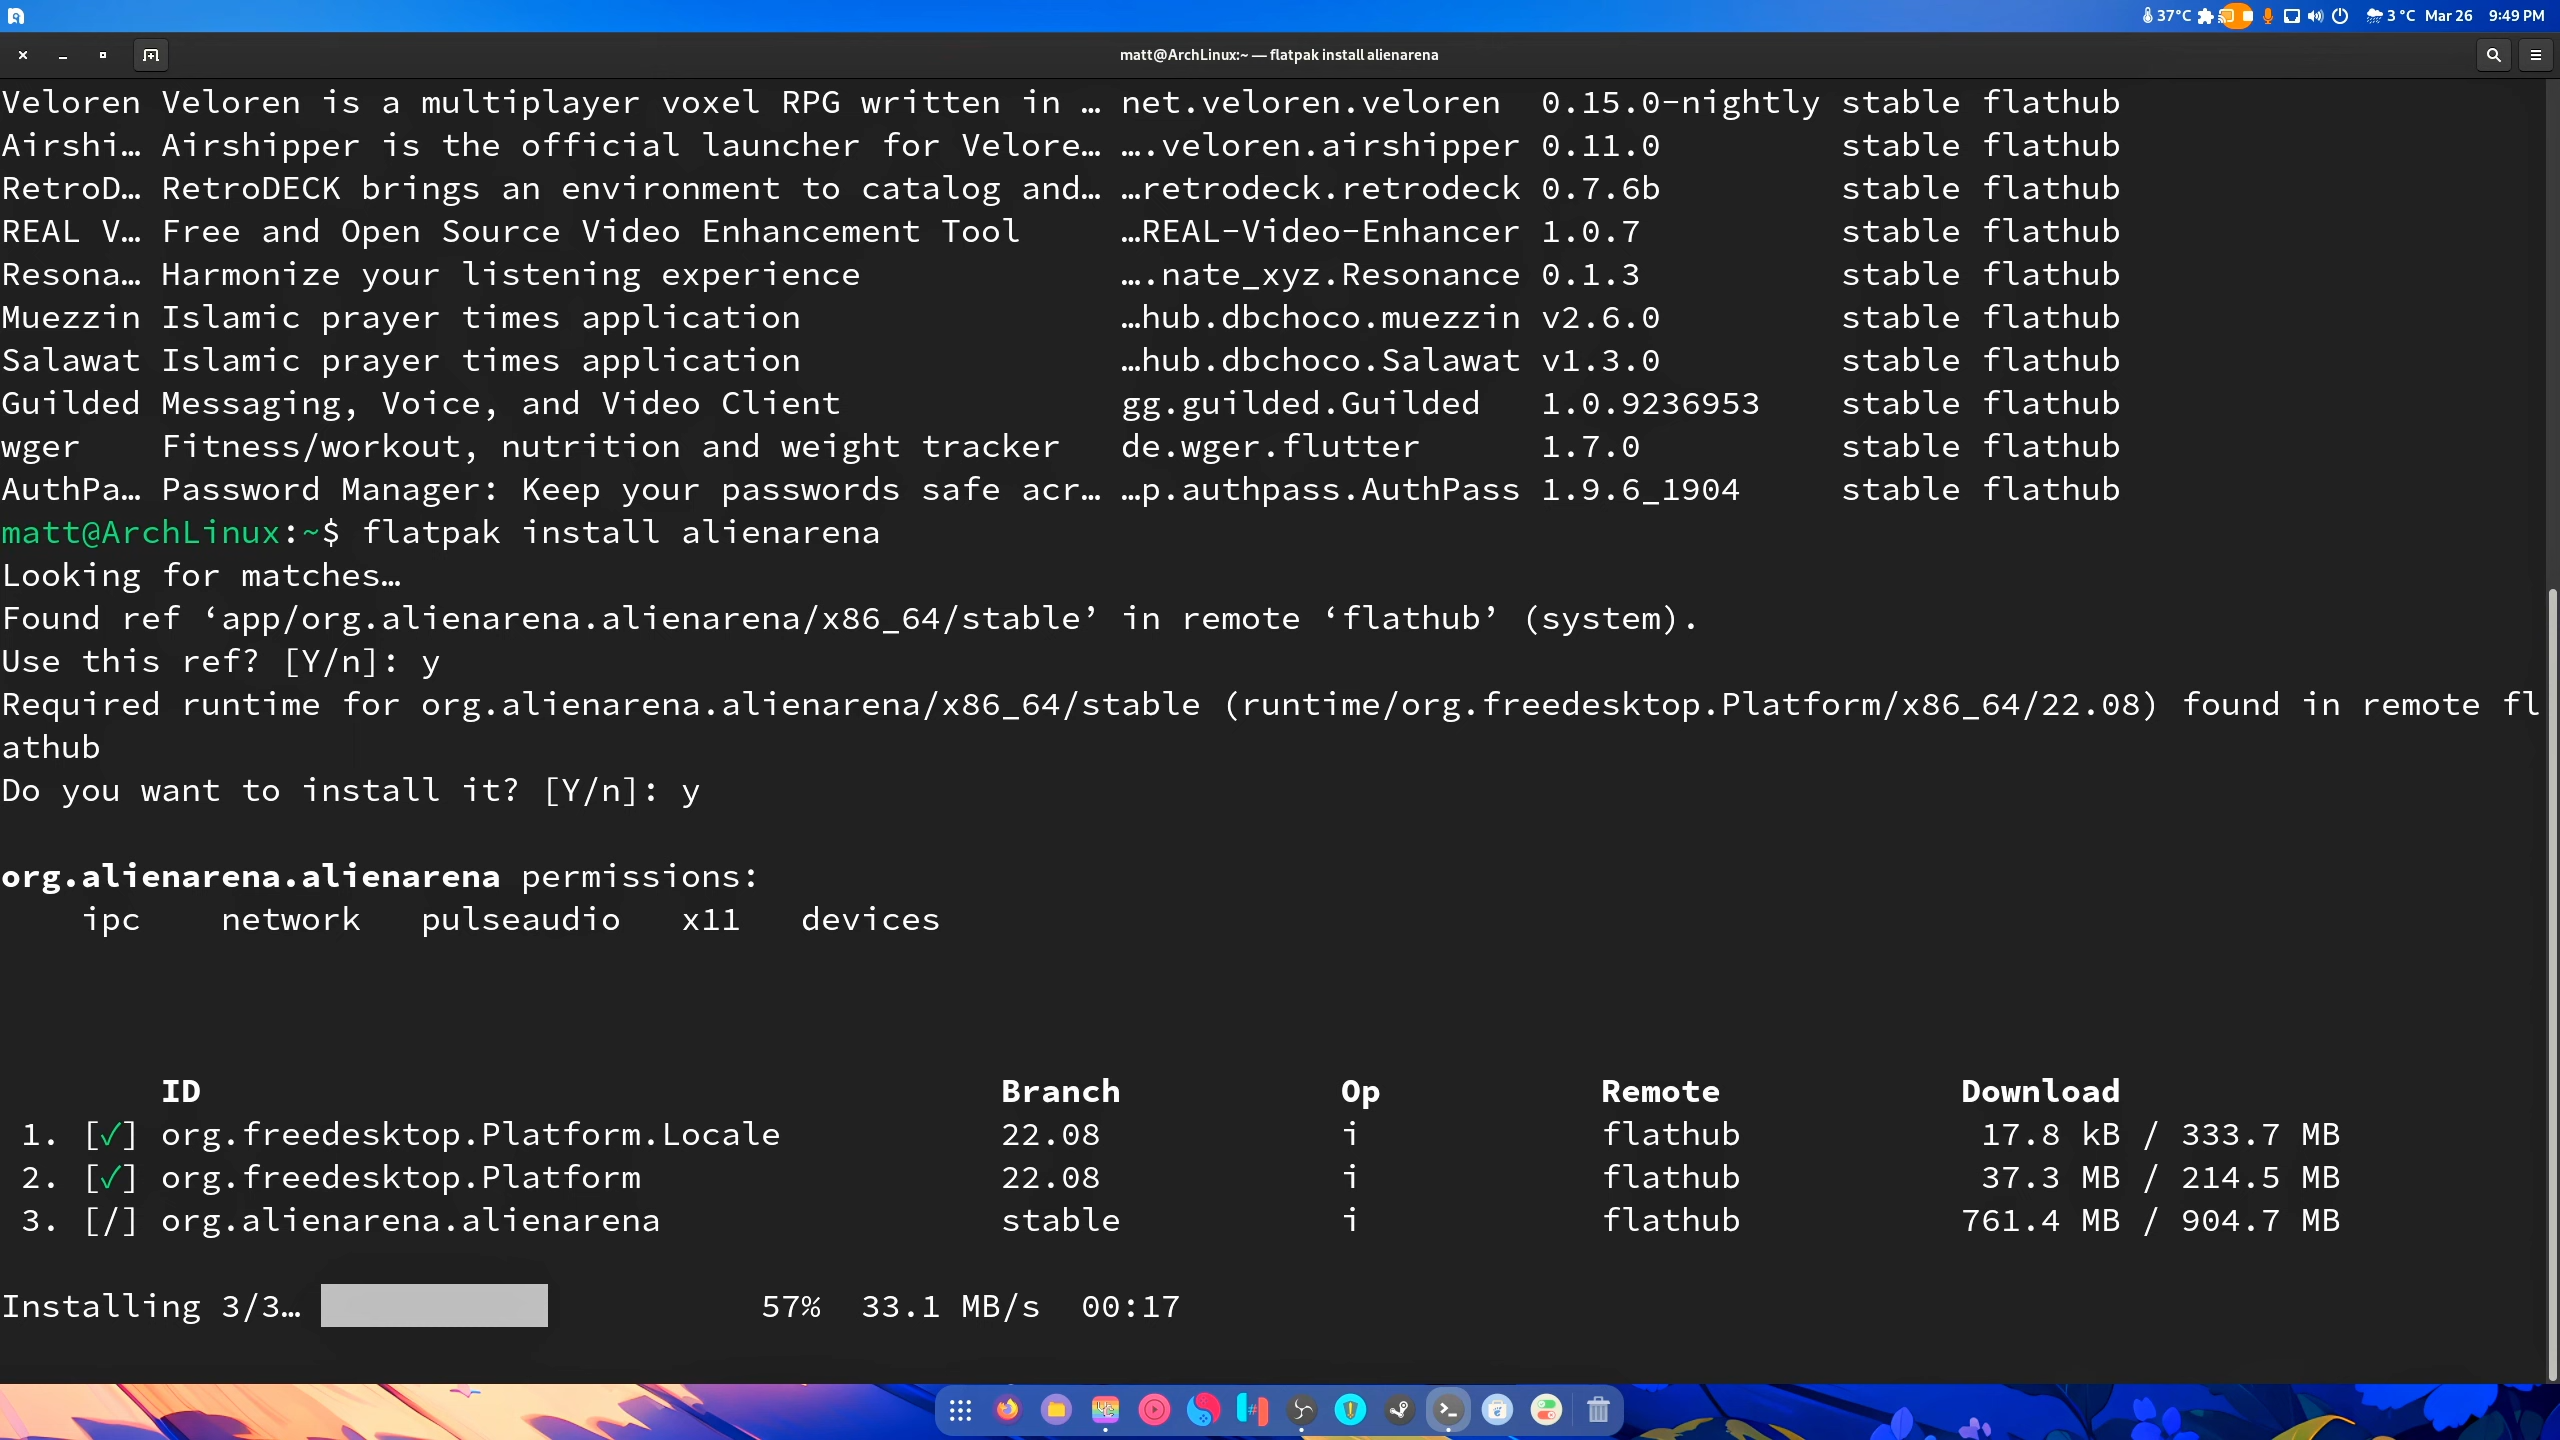 37°C 3 °C Mar 26 9:49 PM
matt@ArchLinux:~ — flatpak install alienarena
Veloren Veloren is a multiplayer voxel RPG written in … net.veloren.veloren 0.15.0-nightly stable flathub
Airshi… Airshipper is the official launcher for Velore… ….veloren.airshipper 0.11.0 stable flathub
RetroD… RetroDECK brings an environment to catalog and… …retrodeck.retrodeck 0.7.6b stable flathub
REAL V… Free and Open Source Video Enhancement Tool …REAL-Video-Enhancer 1.0.7 stable flathub
Resona… Harmonize your listening experience ….nate_xyz.Resonance 0.1.3 stable flathub
Muezzin Islamic prayer times application …hub.dbchoco.muezzin v2.6.0 stable flathub
Salawat Islamic prayer times application …hub.dbchoco.Salawat v1.3.0 stable flathub
Guilded Messaging, Voice, and Video Client gg.guilded.Guilded 1.0.9236953 stable flathub
wger Fitness/workout, nutrition and weight tracker de.wger.flutter 1.7.0 stable flathub
AuthPa… Password Manager: Keep your passwords safe acr… …p.authpass.AuthPass 1.9.6_1904 stable flathub
matt@ArchLinux:~$ flatpak install alienarena
Looking for matches…
Found ref ‘app/org.alienarena.alienarena/x86_64/stable’ in remote ‘flathub’ (system).
Use this ref? [Y/n]: y
Required runtime for org.alienarena.alienarena/x86_64/stable (runtime/org.freedesktop.Platform/x86_64/22.08) found in remote fl
athub
Do you want to install it? [Y/n]: y
org.alienarena.alienarena permissions:
ipc network pulseaudio x11 devices
ID Branch Op Remote Download
1. [✓] org.freedesktop.Platform.Locale 22.08 i flathub 17.8 kB / 333.7 MB
2. [✓] org.freedesktop.Platform 22.08 i flathub 37.3 MB / 214.5 MB
3. [/] org.alienarena.alienarena stable i flathub 761.4 MB / 904.7 MB
Installing 3/3… 57% 33.1 MB/s 00:17